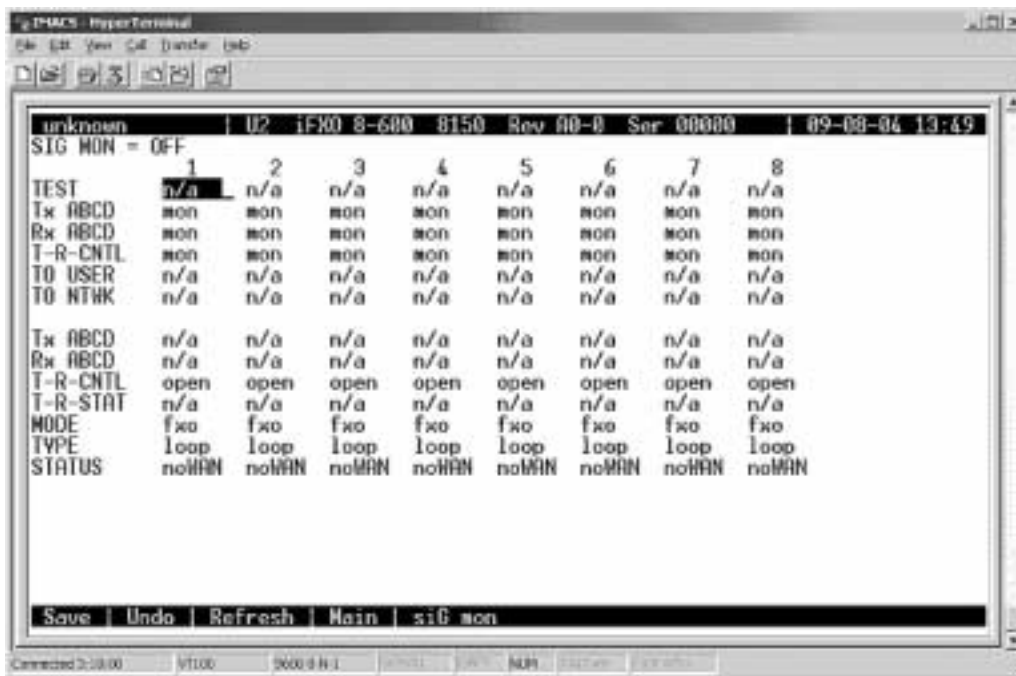 IMACS - HyperTerminal
File Edit View Call Transfer Help
unknown | U2 iFXO 8-600 8150 Rev A0-0 Ser 00000 | 09-08-04 13:49
SIG MON = OFF
1 2 3 4 5 6 7 8
TEST n/a n/a n/a n/a n/a n/a n/a n/a
Tx ABCD mon mon mon mon mon mon mon mon
Rx ABCD mon mon mon mon mon mon mon mon
T-R-CNTL mon mon mon mon mon mon mon mon
TO USER n/a n/a n/a n/a n/a n/a n/a n/a
TO NTWK n/a n/a n/a n/a n/a n/a n/a n/a
Tx ABCD n/a n/a n/a n/a n/a n/a n/a n/a
Rx ABCD n/a n/a n/a n/a n/a n/a n/a n/a
T-R-CNTL open open open open open open open open
T-R-STAT n/a n/a n/a n/a n/a n/a n/a n/a
MODE fxo fxo fxo fxo fxo fxo fxo fxo
TYPE loop loop loop loop loop loop loop loop
STATUS noWAN noWAN noWAN noWAN noWAN noWAN noWAN noWAN
Save | Undo | Refresh | Main | siG mon
Connected VT100 9600 8-N-1 NUM